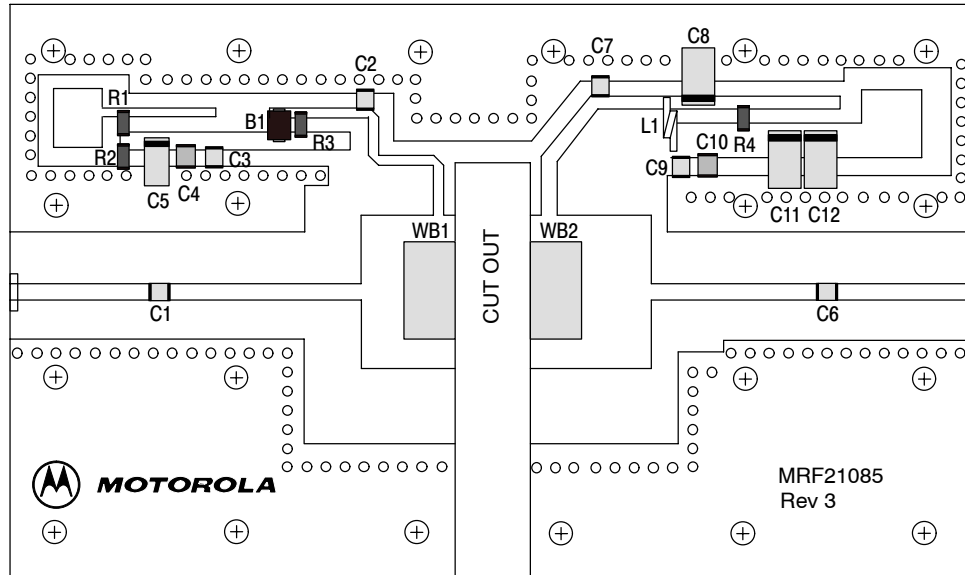 C7
C8
C2
R1
B1
R3
L1
R4
R2
C5
C4
C3
C9
C10
C11
C12
WB1
WB2
CUT OUT
C1
C6
MOTOROLA
MRF21085
Rev 3